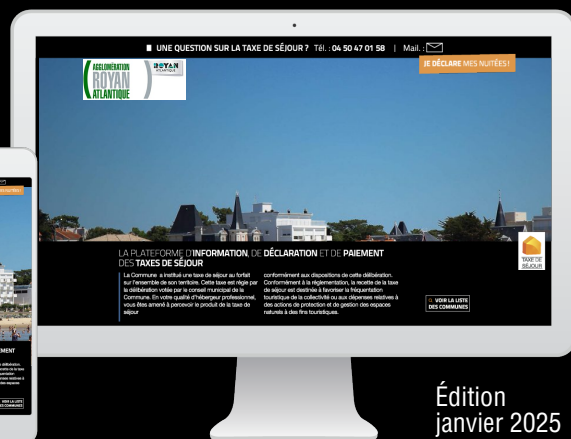 UNE QUESTION SUR LA TAXE DE SÉJOUR ? Tél. : 04 50 47 01 58 | Mail. :
JE DÉCLARE MES NUITÉES !
AGGLOMÉRATION
ROYAN
ATLANTIQUE
ROYAN
ATLANTIQUE
LA PLATEFORME D'INFORMATION, DE DÉCLARATION ET DE PAIEMENT
DES TAXES DE SÉJOUR
La Commune a institué une taxe de séjour au forfait
sur l'ensemble de son territoire. Cette taxe est régie par
la délibération votée par le conseil municipal de la
Commune. En votre qualité d'hébergeur professionnel,
vous êtes amené à percevoir le produit de la taxe de
séjour
conformément aux dispositions de cette délibération.
Conformément à la réglementation, la recette de la taxe
de séjour est destinée à favoriser la fréquentation
touristique de la collectivité ou aux dépenses relatives à
des actions de protection et de gestion des espaces
naturels à des fins touristiques.
TAXE DE
SÉJOUR
VOIR LA LISTE
DES COMMUNES
EMENT
VOIR LA LISTE
DES COMMUNES
Édition
janvier 2025